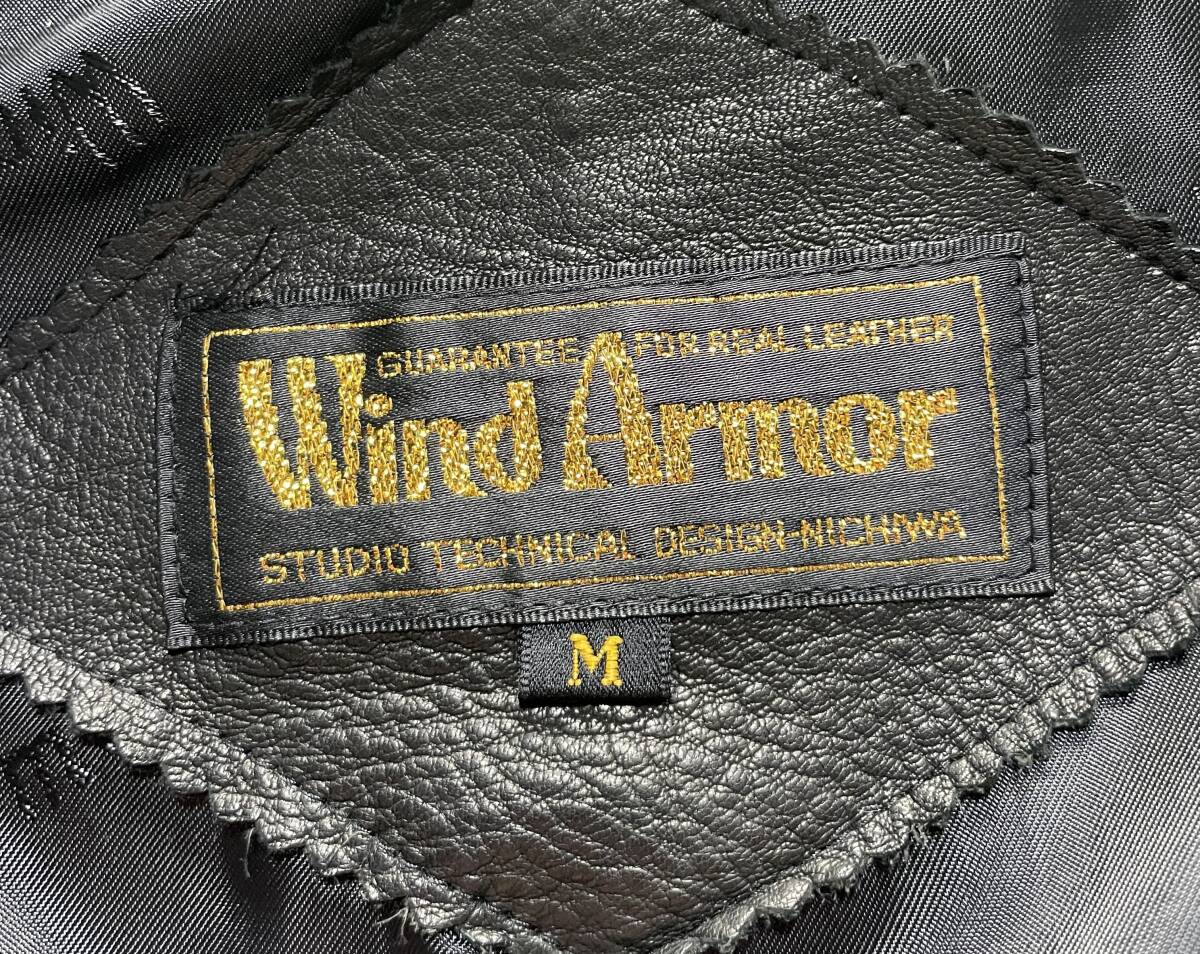 GUARANTEE FOR REAL LEATHER
Wind Armor
STUDIO TECHNICAL DESIGN-NICHIWA
M